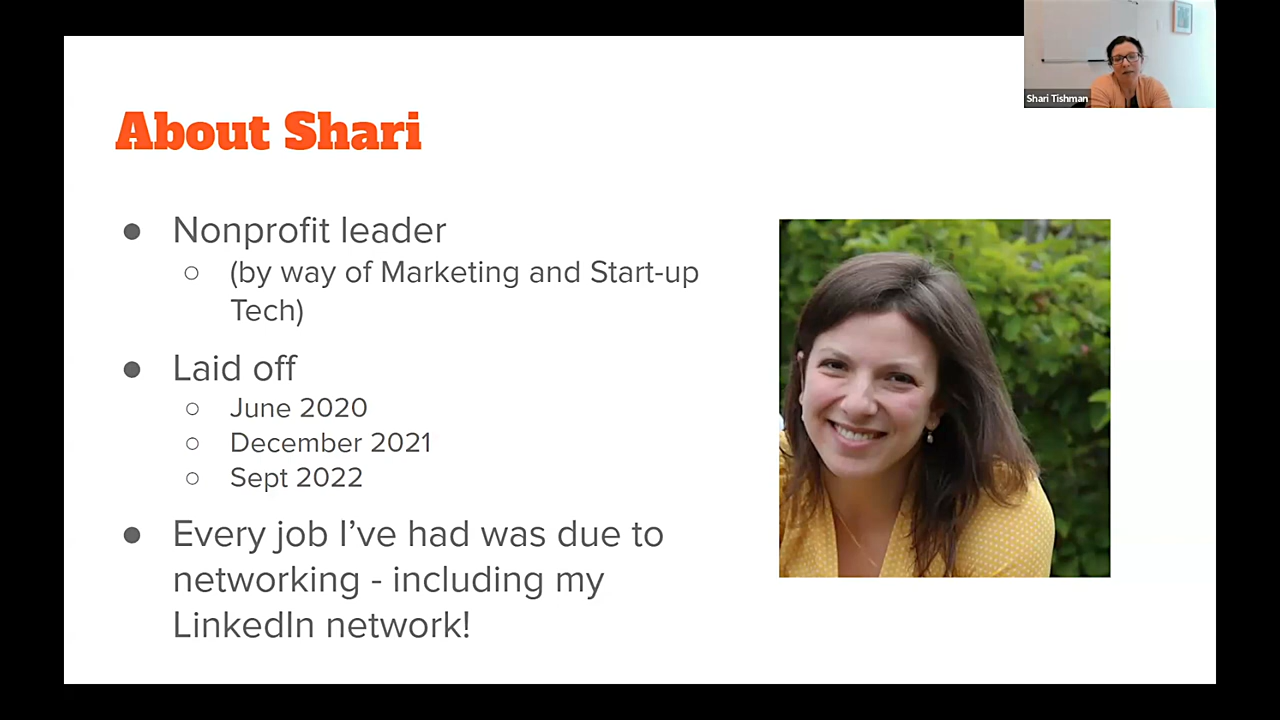 Shari Tishman
About Shari
● Nonprofit leader
○ (by way of Marketing and Start-up
Tech)
● Laid off
○ June 2020
○ December 2021
○ Sept 2022
● Every job I’ve had was due to
networking - including my
LinkedIn network!